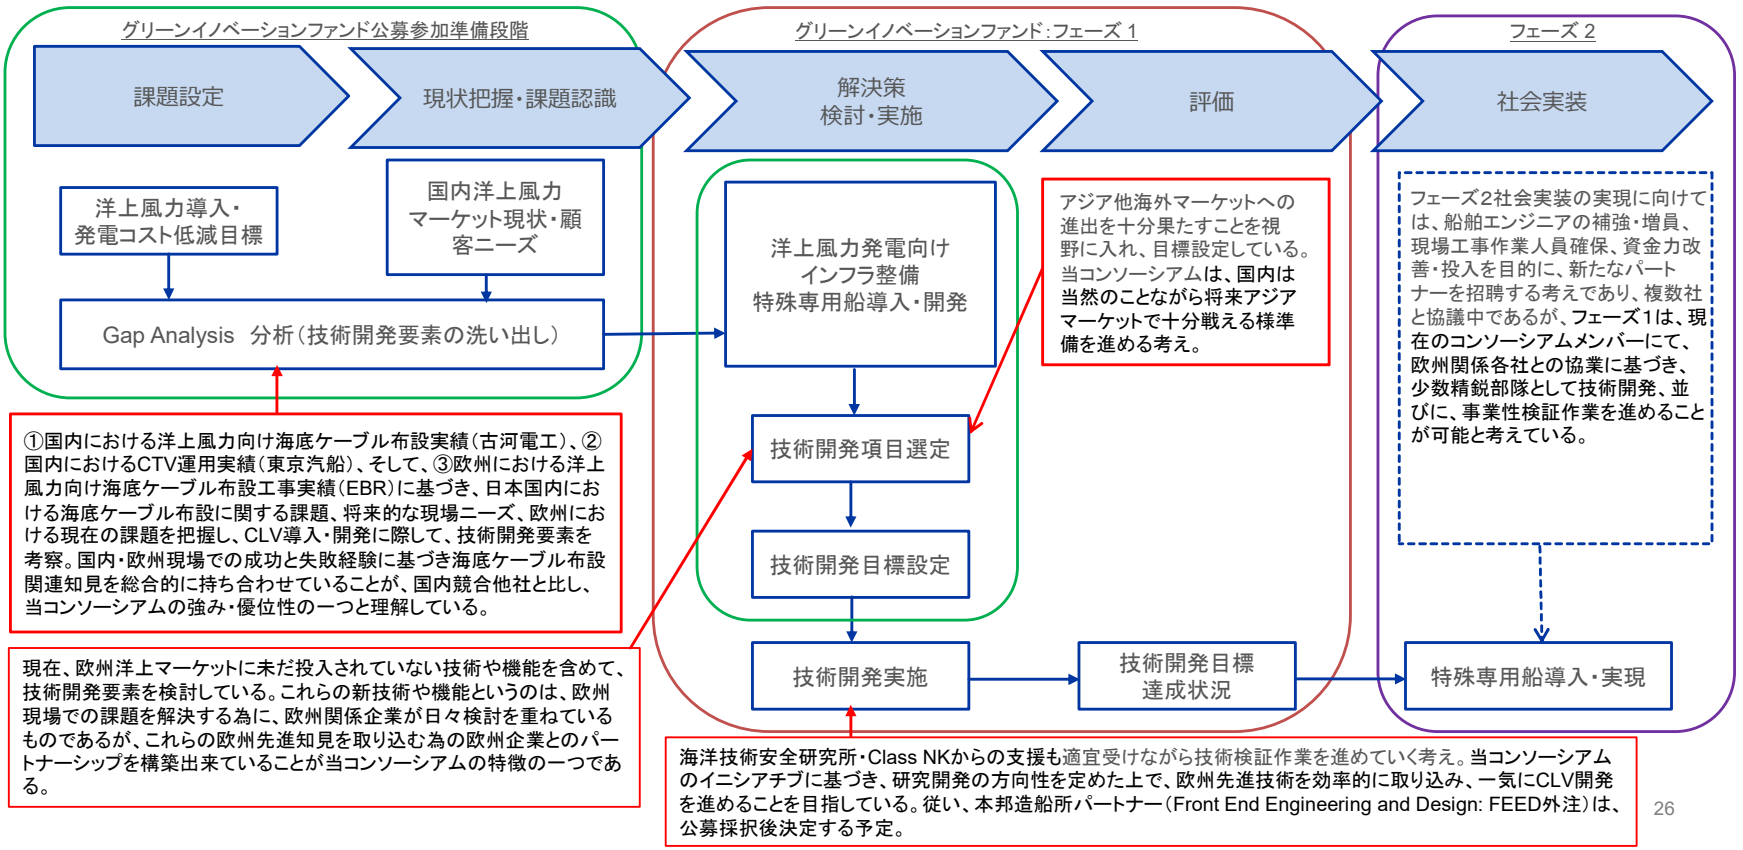 グリーンイノベーションファンド公募参加準備段階
グリーンイノベーションファンド：フェーズ 1
フェーズ 2
課題設定
現状把握・課題認識
解決策
検討・実施
評価
社会実装
洋上風力導入・
発電コスト低減目標
国内洋上風力
マーケット現状・顧
客ニーズ
Gap Analysis　分析（技術開発要素の洗い出し）
①国内における洋上風力向け海底ケーブル布設実績（古河電工）、②
国内におけるCTV運用実績（東京汽船）、そして、③欧州における洋上
風力向け海底ケーブル布設工事実績（EBR）に基づき、日本国内にお
ける海底ケーブル布設に関する課題、将来的な現場ニーズ、欧州にお
ける現在の課題を把握し、CLV導入・開発に際して、技術開発要素を
考察。国内・欧州現場での成功と失敗経験に基づき海底ケーブル布設
関連知見を総合的に持ち合わせていることが、国内競合他社と比し、
当コンソーシアムの強み・優位性の一つと理解している。
現在、欧州洋上マーケットに未だ投入されていない技術や機能を含めて、
技術開発要素を検討している。これらの新技術や機能というのは、欧州
現場での課題を解決する為に、欧州関係企業が日々検討を重ねている
ものであるが、これらの欧州先進知見を取り込む為の欧州企業とのパー
トナーシップを構築出来ていることが当コンソーシアムの特徴の一つであ
る。
洋上風力発電向け
インフラ整備
特殊専用船導入・開発
技術開発項目選定
技術開発目標設定
技術開発実施
アジア他海外マーケットへの
進出を十分果たすことを視
野に入れ、目標設定している。
当コンソーシアムは、国内は
当然のことながら将来アジア
マーケットで十分戦える様準
備を進める考え。
技術開発目標
達成状況
海洋技術安全研究所・Class NKからの支援も適宜受けながら技術検証作業を進めていく考え。当コンソーシアム
のイニシアチブに基づき、研究開発の方向性を定めた上で、欧州先進技術を効率的に取り込み、一気にCLV開発
を進めることを目指している。従い、本邦造船所パートナー（Front End Engineering and Design: FEED外注）は、
公募採択後決定する予定。
フェーズ２社会実装の実現に向けて
は、船舶エンジニアの補強・増員、
現場工事作業人員確保、資金力改
善・投入を目的に、新たなパート
ナーを招聘する考えであり、複数社
と協議中であるが、フェーズ１は、現
在のコンソーシアムメンバーにて、
欧州関係各社との協業に基づき、
少数精鋭部隊として技術開発、並
びに、事業性検証作業を進めること
が可能と考えている。
特殊専用船導入・実現
26